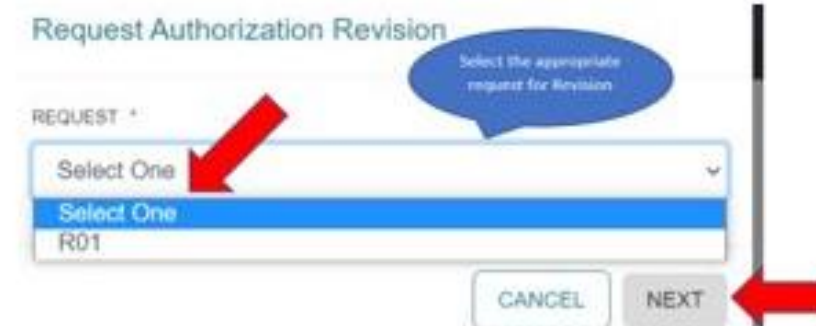 Request Authorization Revision
Select the appropriate
request for Revision
REQUEST *
Select One
Select One
R01
CANCEL
NEXT